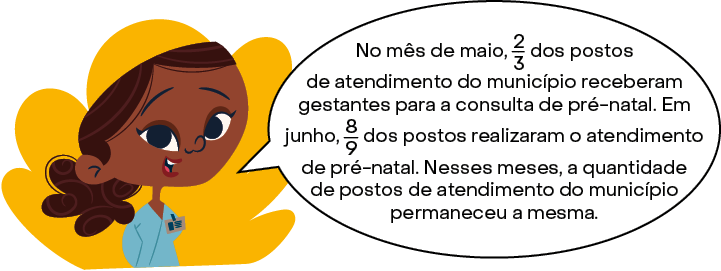 No mês de maio, 2/3 dos postos
de atendimento do município receberam
gestantes para a consulta de pré-natal. Em
junho, 8/9 dos postos realizaram o atendimento
de pré-natal. Nesses meses, a quantidade
de postos de atendimento do município
permaneceu a mesma.